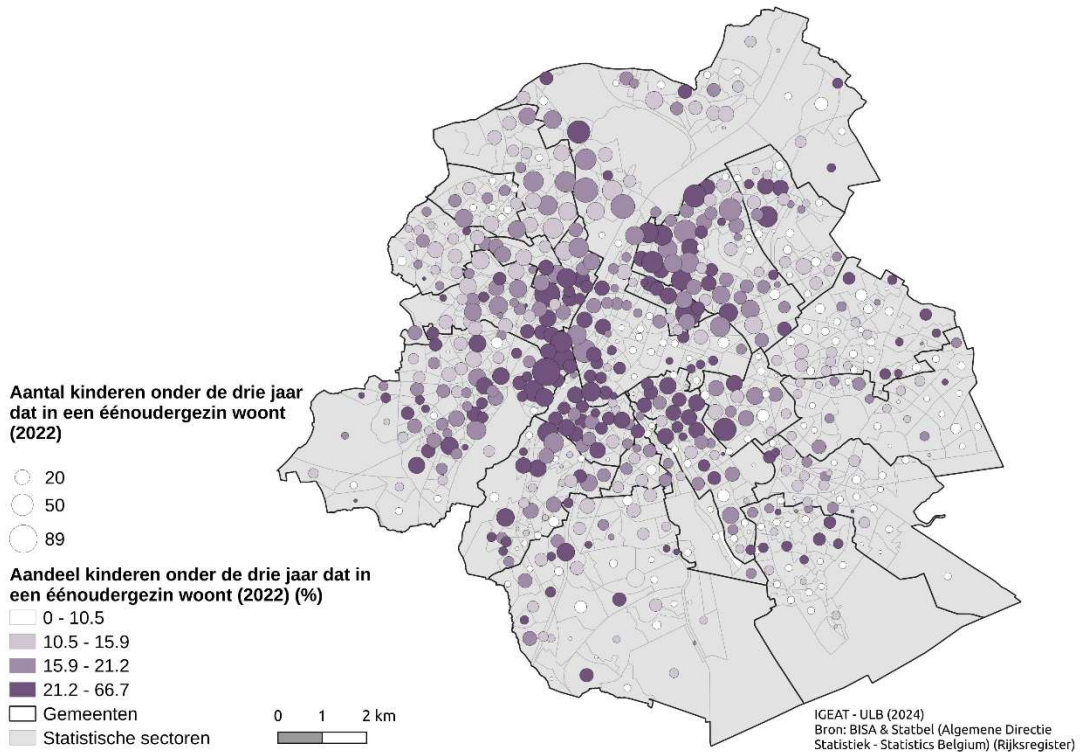 Aantal kinderen onder de drie jaar
dat in een éénoudergezin woont
(2022)
20
50
89
Aandeel kinderen onder de drie jaar dat in
een éénoudergezin woont (2022) (%)
0 - 10.5
10.5 - 15.9
15.9 - 21.2
21.2 - 66.7
Gemeenten
Statistische sectoren
0 1 2 km
IGEAT - ULB (2024)
Bron: BISA & Statbel (Algemene Directie
Statistiek - Statistics Belgium) (Rijksregister)